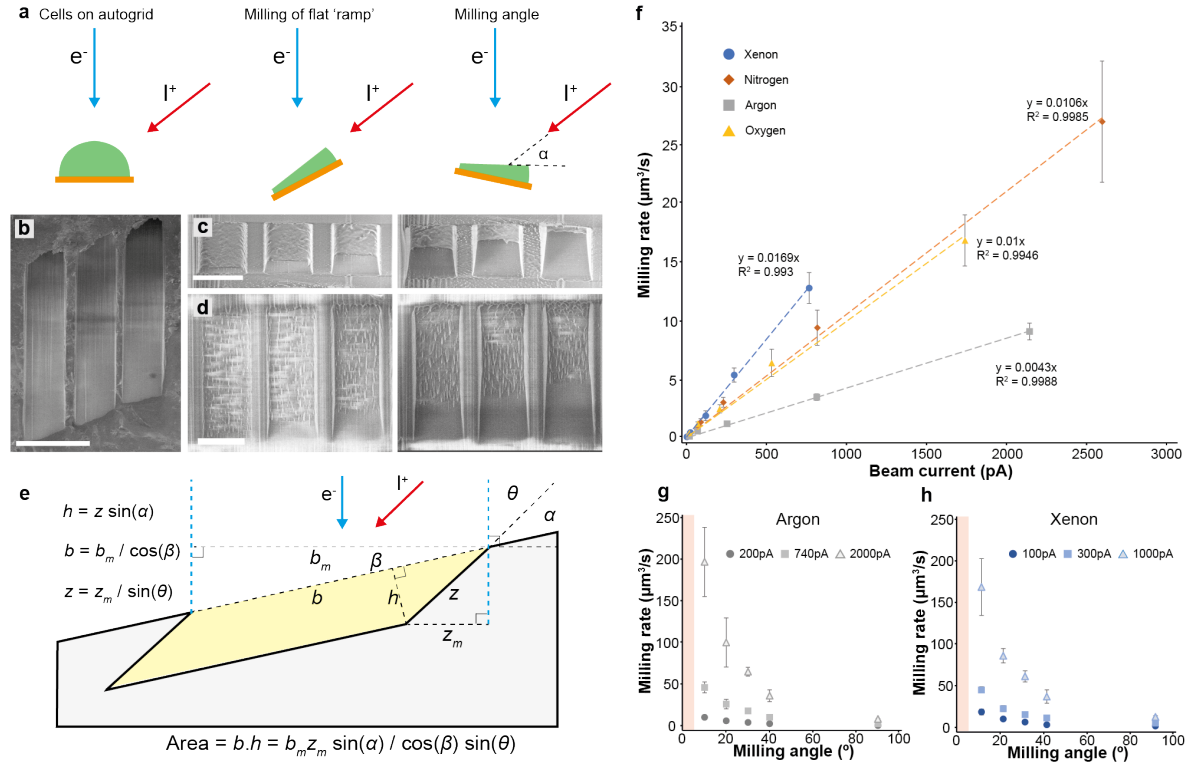 a
Cells on autogrid
Milling of flat ‘ramp’
Milling angle
e-
I+
e-
I+
e-
I+
α
b
c
d
e
h = z sin(α)
b = bm / cos(β)
z = zm / sin(θ)
e-
I+
θ
α
bm
β
b
h
z
zm
Area = b.h = bmzm sin(α) / cos(β) sin(θ)
f
Milling rate (μm³/s)
35
30
25
20
15
10
5
0
Xenon
Nitrogen
Argon
Oxygen
y = 0.0106x
R² = 0.9985
y = 0.01x
R² = 0.9946
y = 0.0169x
R² = 0.993
y = 0.0043x
R² = 0.9988
0 500 1000 1500 2000 2500 3000
Beam current (pA)
g
Argon
200pA 740pA 2000pA
Milling rate (μm³/s)
250
200
150
100
50
0
0 20 40 60 80 100
Milling angle (º)
h
Xenon
100pA 300pA 1000pA
Milling rate (μm³/s)
250
200
150
100
50
0
0 20 40 60 80 100
Milling angle (º)